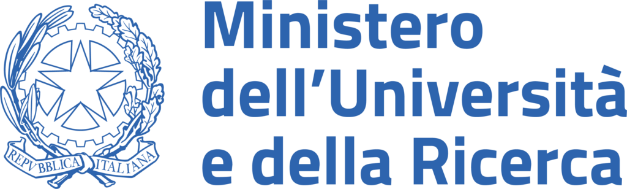 Ministero
dell’Università
e della Ricerca
REPVBBLICA ITALIANA